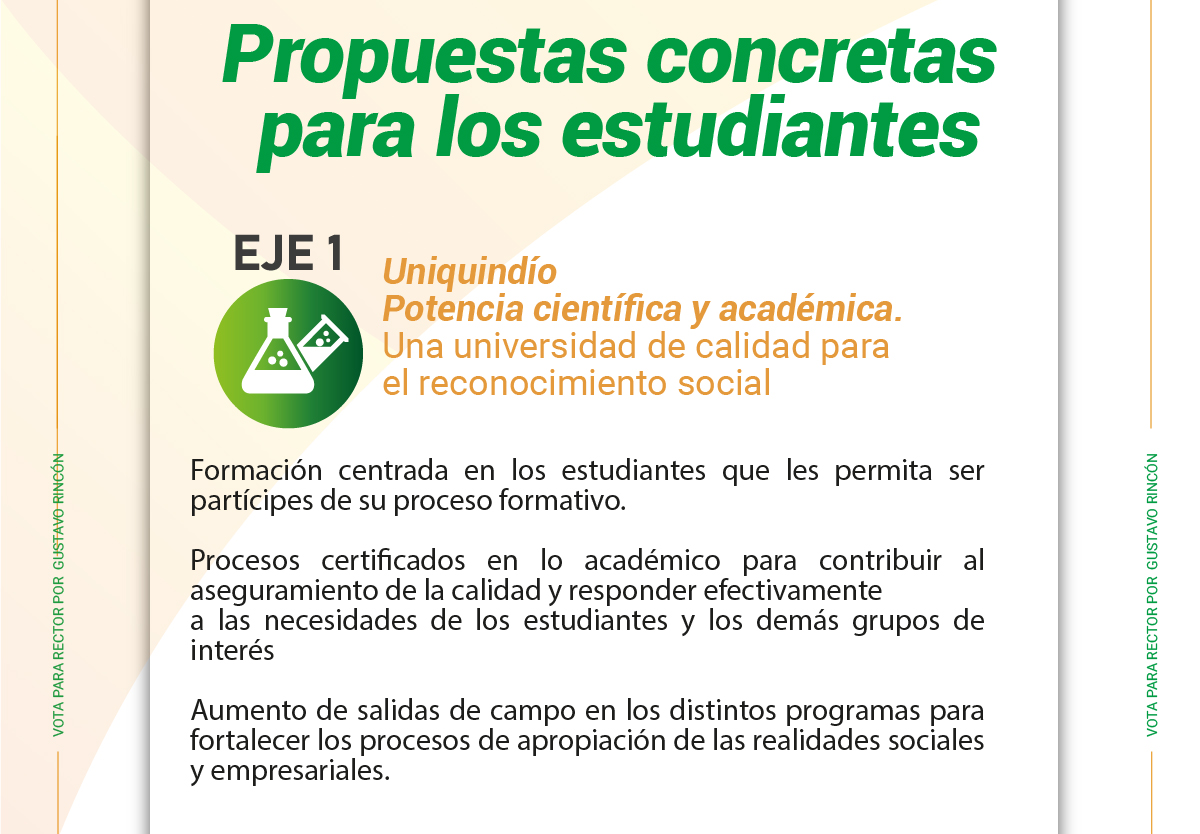 Propuestas concretas
para los estudiantes
EJE 1
Uniquindío
Potencia científica y académica.
Una universidad de calidad para
el reconocimiento social
Formación centrada en los estudiantes que les permita ser
partícipes de su proceso formativo.
Procesos certificados en lo académico para contribuir al
aseguramiento de la calidad y responder efectivamente
a las necesidades de los estudiantes y los demás grupos de
interés
Aumento de salidas de campo en los distintos programas para
fortalecer los procesos de apropiación de las realidades sociales
y empresariales.
VOTA PARA RECTOR POR GUSTAVO RINCÓN
VOTA PARA RECTOR POR GUSTAVO RINCÓN